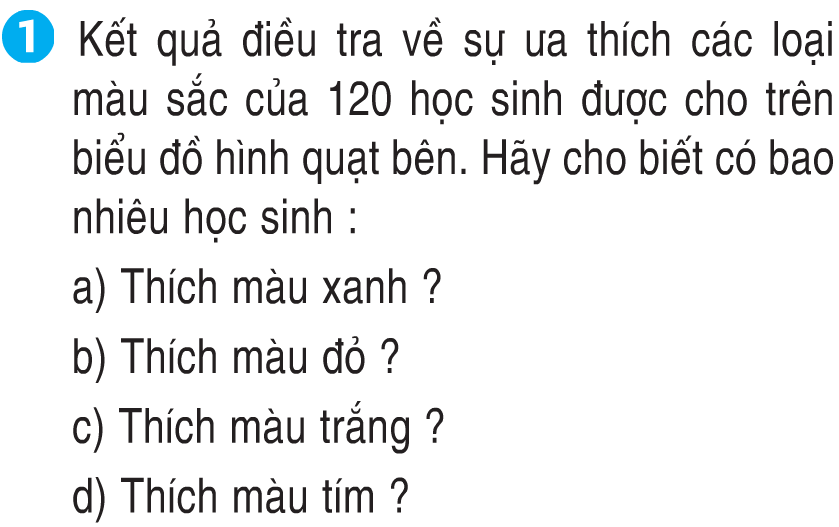 1 Kết quả điều tra về sự ưa thích các loại
màu sắc của 120 học sinh được cho trên
biểu đồ hình quạt bên. Hãy cho biết có bao
nhiêu học sinh :
a) Thích màu xanh ?
b) Thích màu đỏ ?
c) Thích màu trắng ?
d) Thích màu tím ?